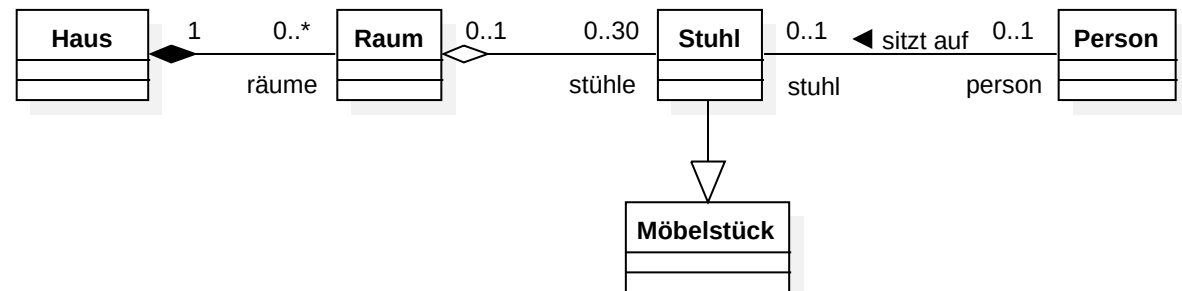 Haus 1 0..* Raum 0..1 0..30 Stuhl 0..1 ◀ sitzt auf 0..1 Person
räume stühle stuhl person
Möbelstück